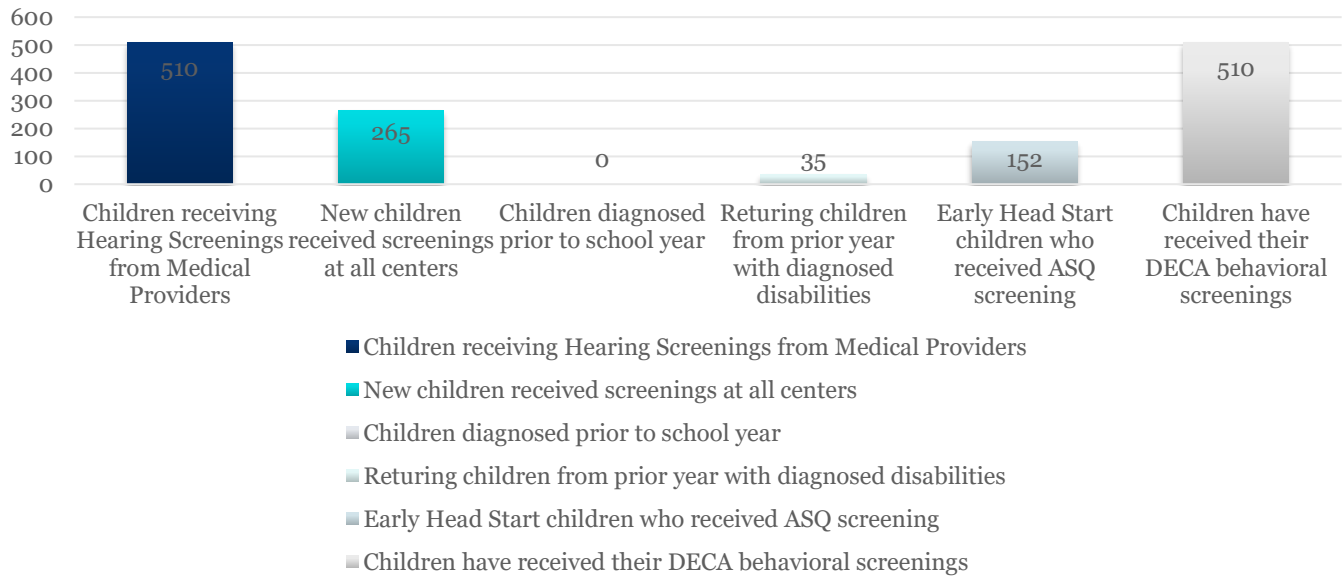 600
500
400
300
200
100
0
510
265
0
35
152
510
Children receiving
Hearing Screenings
from Medical
Providers
New children
received screenings
at all centers
Children diagnosed
prior to school year
Returing children
from prior year
with diagnosed
disabilities
Early Head Start
children who
received ASQ
screening
Children have
received their
DECA behavioral
screenings
Children receiving Hearing Screenings from Medical Providers
New children received screenings at all centers
Children diagnosed prior to school year
Returing children from prior year with diagnosed disabilities
Early Head Start children who received ASQ screening
Children have received their DECA behavioral screenings